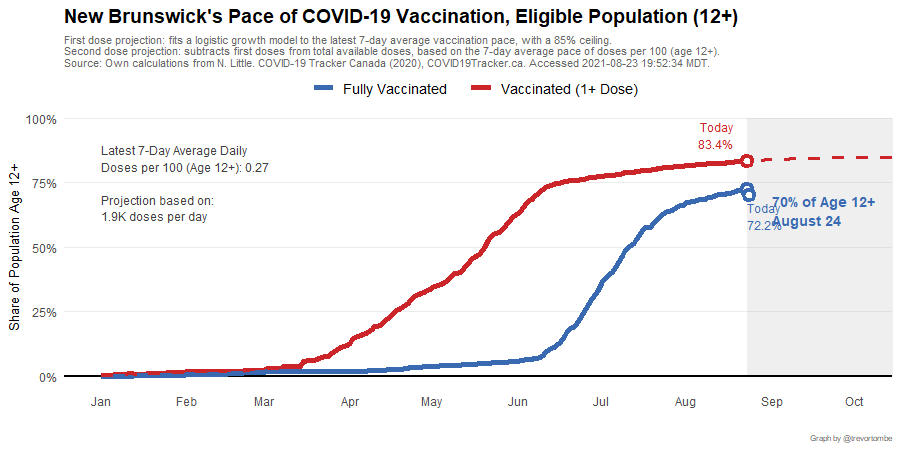 New Brunswick's Pace of COVID-19 Vaccination, Eligible Population (12+)
First dose projection: fits a logistic growth model to the latest 7-day average vaccination pace, with a 85% ceiling.
Second dose projection: subtracts first doses from total available doses, based on the 7-day average pace of doses per 100 (age 12+).
Source: Own calculations from N. Little. COVID-19 Tracker Canada (2020), COVID19Tracker.ca. Accessed 2021-08-23 19:52:34 MDT.
Fully Vaccinated
Vaccinated (1+ Dose)
Share of Population Age 12+
100%
75%
50%
25%
0%
Latest 7-Day Average Daily
Doses per 100 (Age 12+): 0.27
Projection based on:
1.9K doses per day
Today
83.4%
Today
72.2%
70% of Age 12+
August 24
Jan
Feb
Mar
Apr
May
Jun
Jul
Aug
Sep
Oct
Graph by @trevortombe